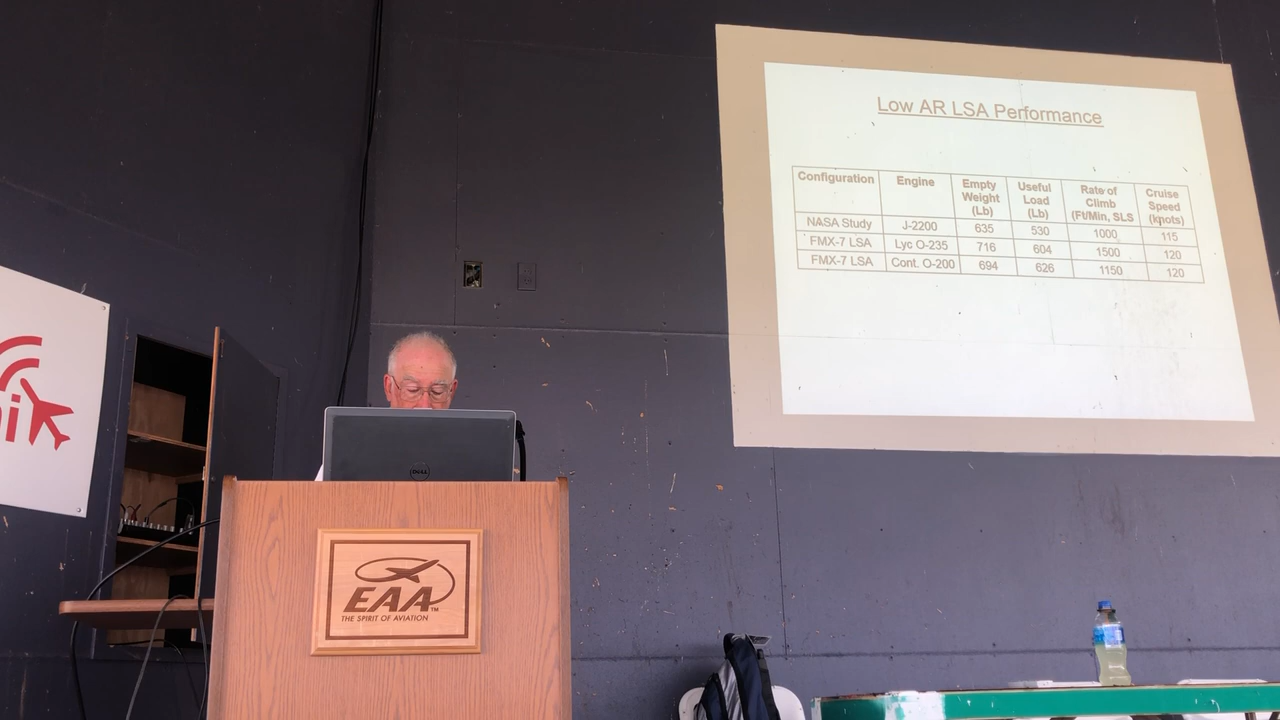 Low AR LSA Performance
Configuration Engine Empty Weight (Lb) Useful Load (Lb) Rate of Climb (Ft/Min, SLS Cruise Speed (knots)
NASA Study J-2200 635 530 1000 115
FMX-7 LSA Lyc O-235 716 604 1500 120
FMX-7 LSA Cont. O-200 694 626 1150 120
DELL
EAA™
THE SPIRIT OF AVIATION